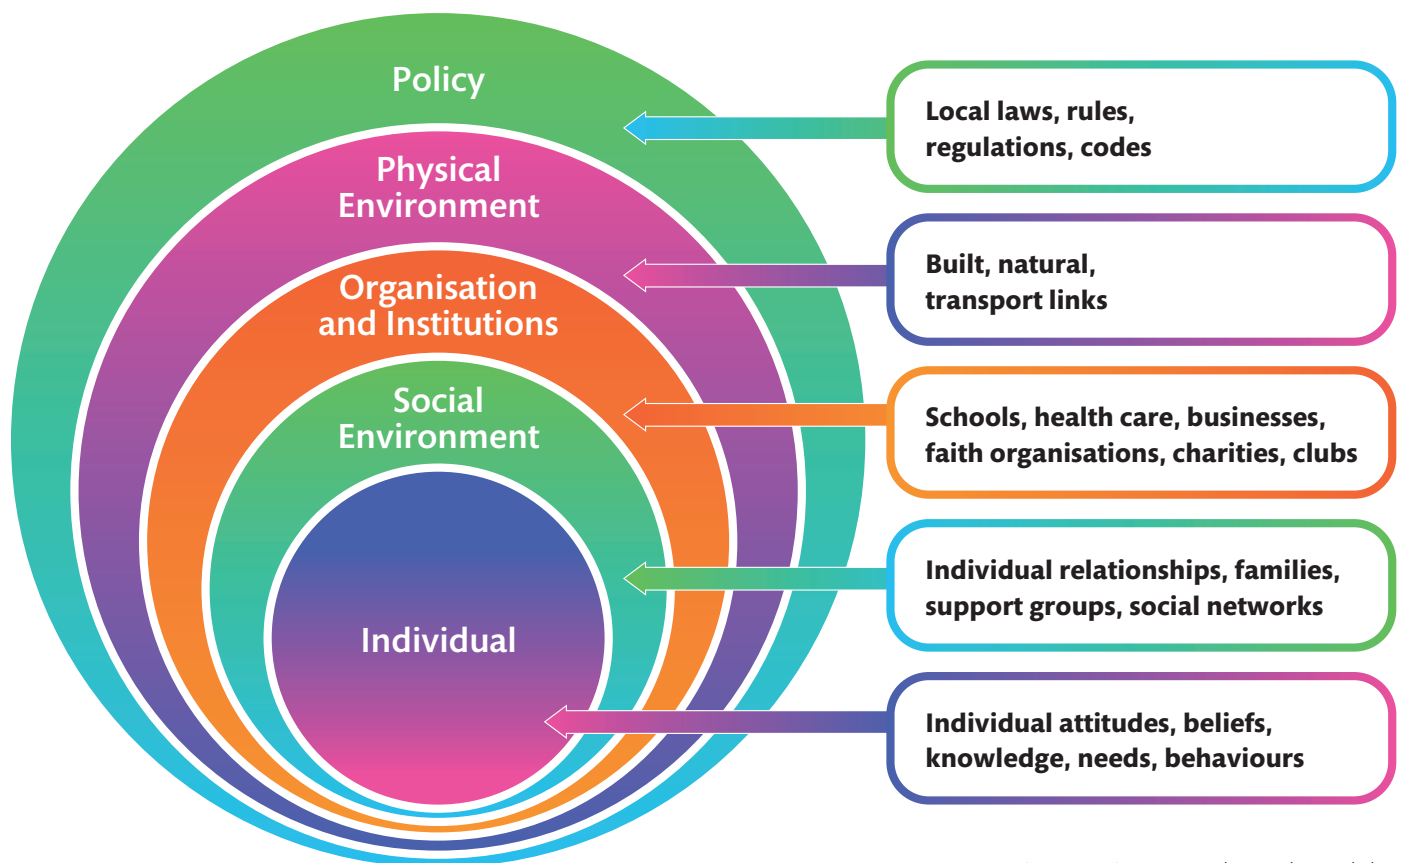 Policy
Local laws, rules,
regulations, codes
Physical
Environment
Built, natural,
transport links
Organisation
and Institutions
Schools, health care, businesses,
faith organisations, charities, clubs
Social
Environment
Individual relationships, families,
support groups, social networks
Individual
Individual attitudes, beliefs,
knowledge, needs, behaviours